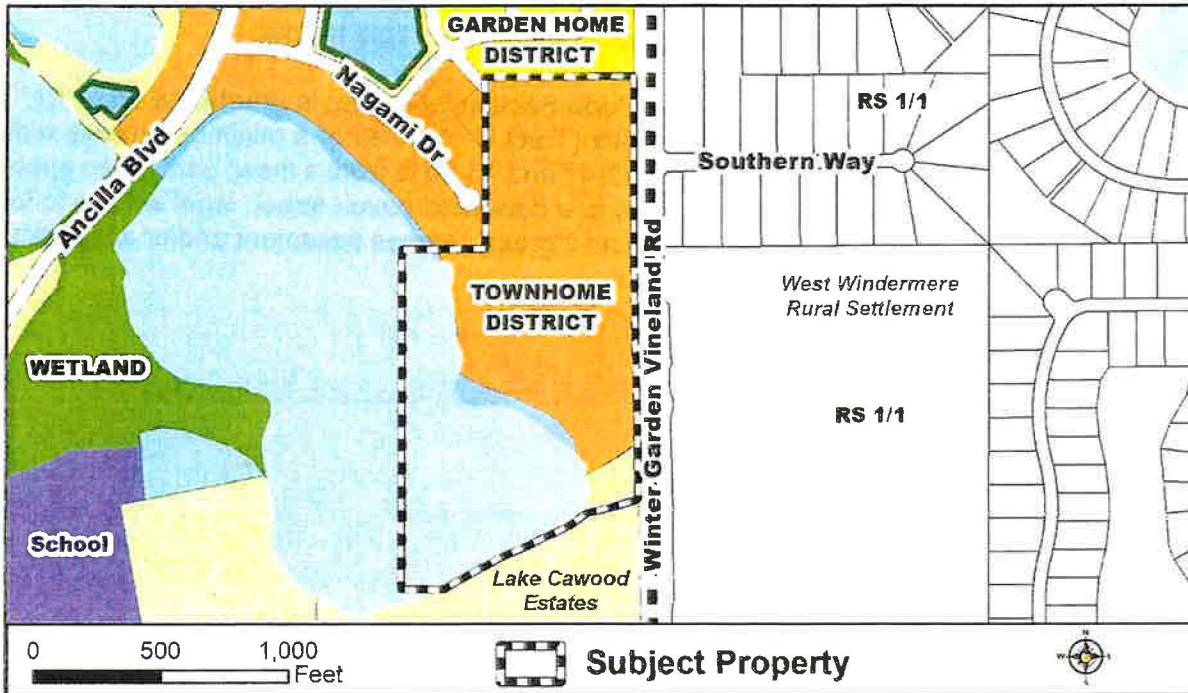 GARDEN HOME
DISTRICT
Nagami Dr
RS 1/1
Southern Way
Ancilla Blvd
Winter Garden Vineland Rd
TOWNHOME
DISTRICT
West Windermere
Rural Settlement
WETLAND
RS 1/1
School
Lake Cawood
Estates
0 500 1,000
Feet
Subject Property
N
W